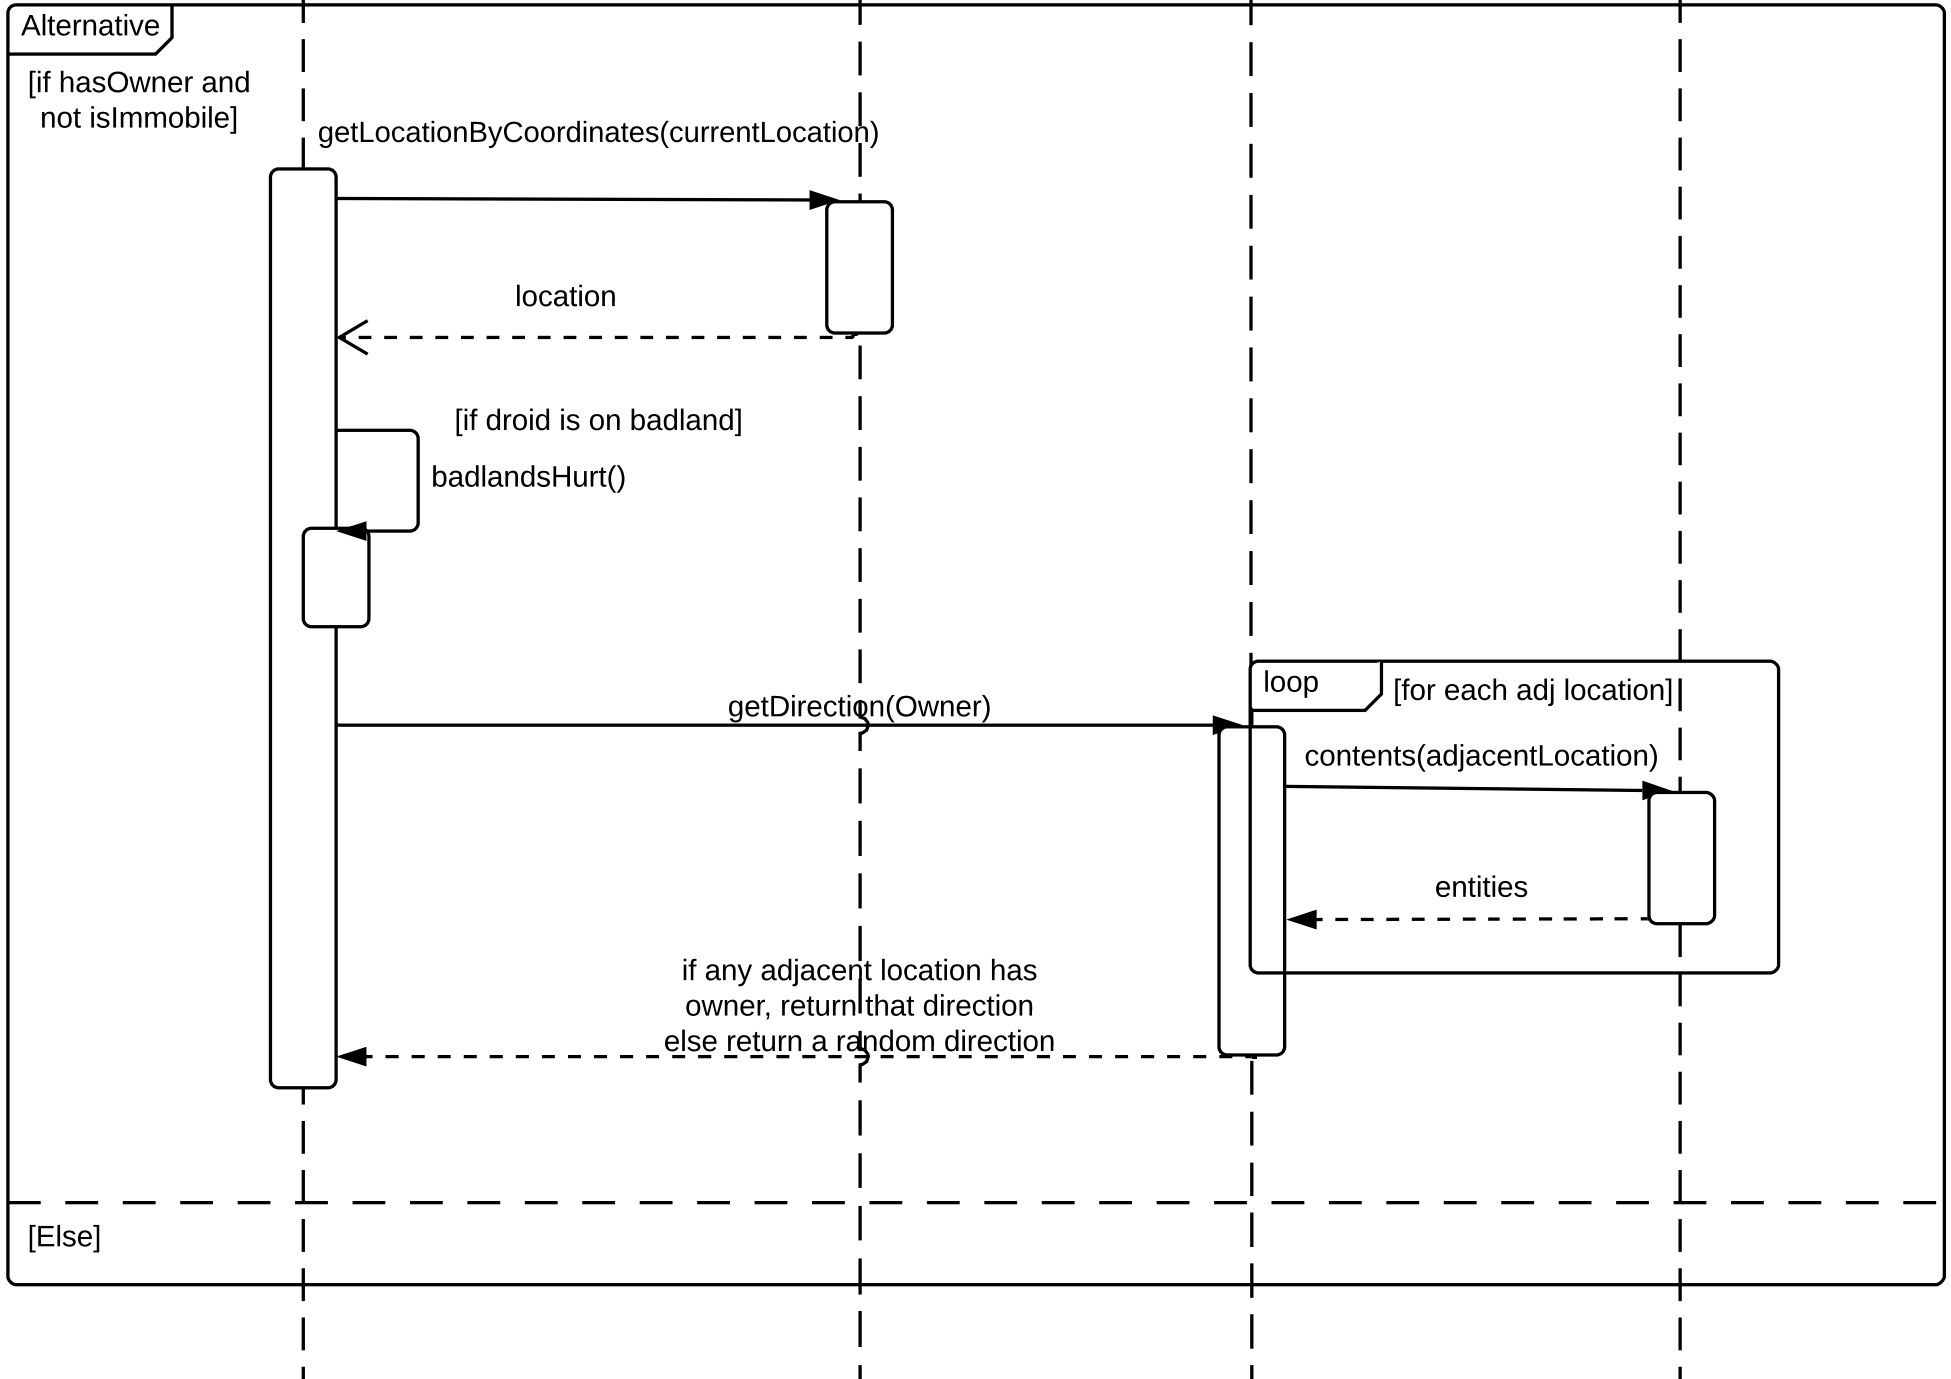 Alternative
[if hasOwner and
not isImmobile]
getLocationByCoordinates(currentLocation)
location
[if droid is on badland]
badlandsHurt()
loop
[for each adj location]
getDirection(Owner)
contents(adjacentLocation)
entities
if any adjacent location has
owner, return that direction
else return a random direction
[Else]